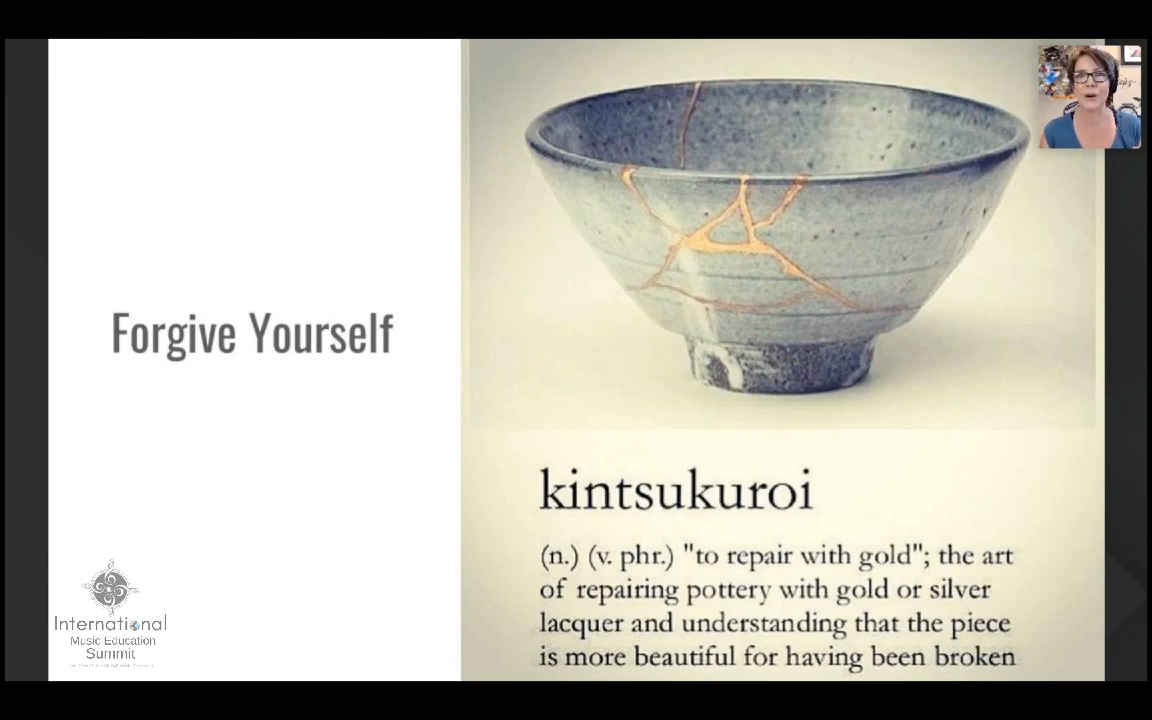 Forgive Yourself
kintsukuroi
(n.) (v. phr.) "to repair with gold"; the art
of repairing pottery with gold or silver
lacquer and understanding that the piece
is more beautiful for having been broken
International
Music Education
Summit